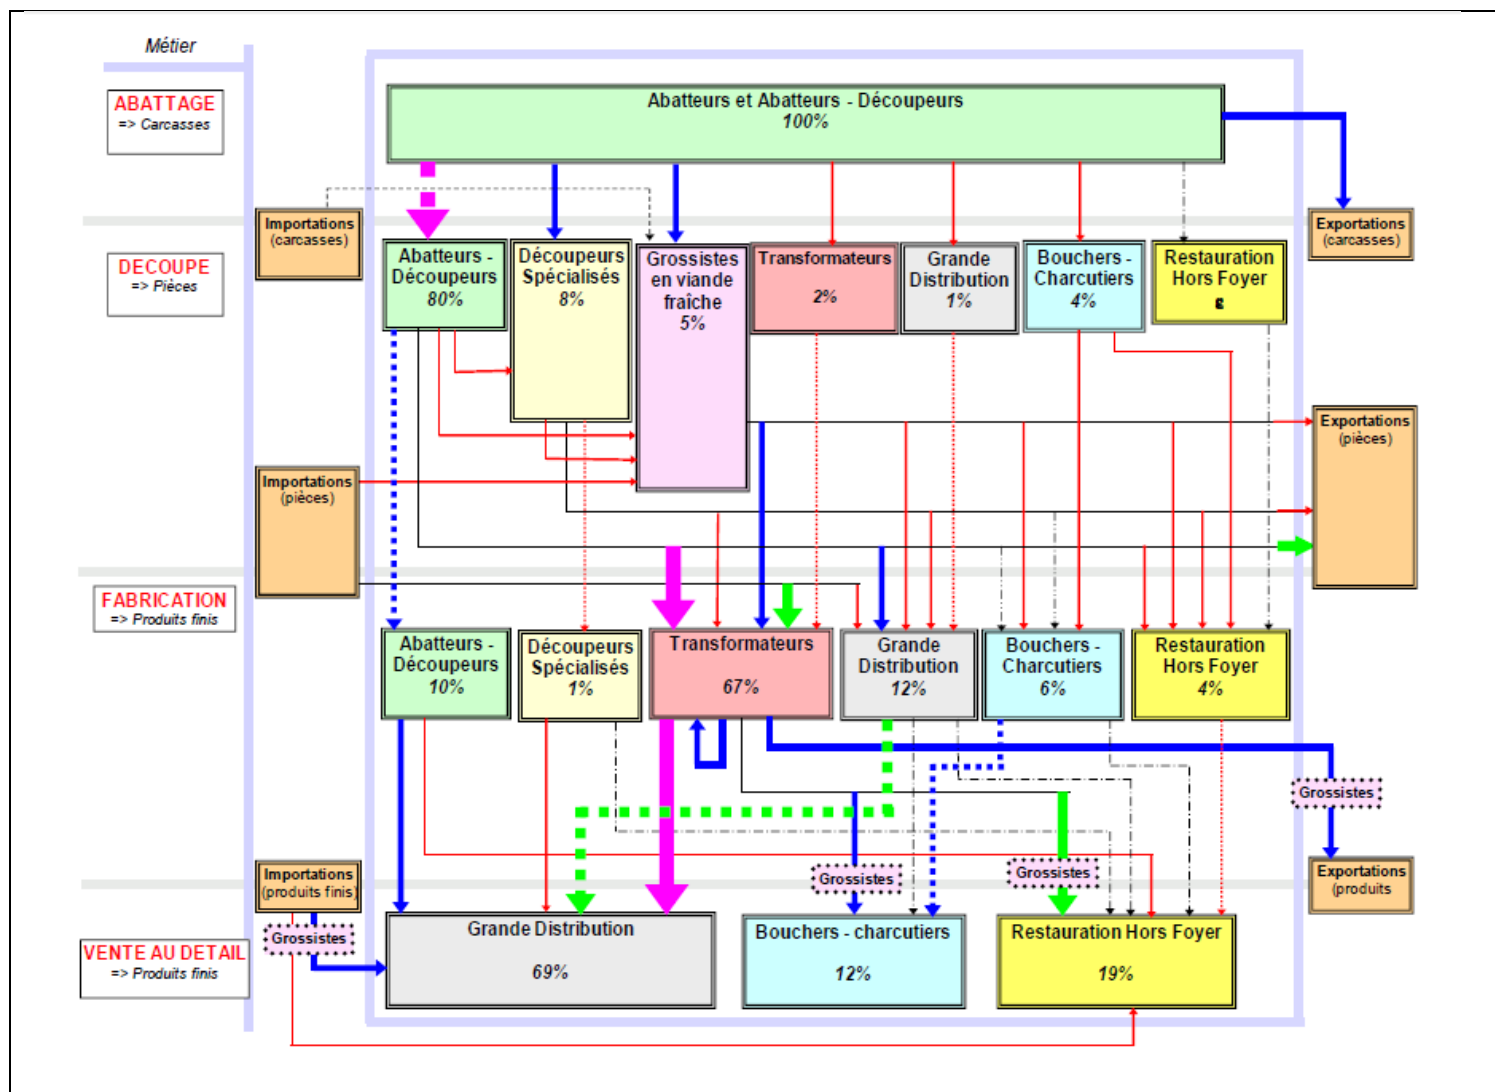 Métier
ABATTAGE
=> Carcasses
Abatteurs et Abatteurs - Découpeurs
100%
Importations
(carcasses)
Exportations
(carcasses)
DECOUPE
=> Pièces
Abatteurs -
Découpeurs
80%
Découpeurs
Spécialisés
8%
Grossistes
en viande
fraîche
5%
Transformateurs
2%
Grande
Distribution
1%
Bouchers -
Charcutiers
4%
Restauration
Hors Foyer
Importations
(pièces)
Exportations
(pièces)
FABRICATION
=> Produits finis
Abatteurs -
Découpeurs
10%
Découpeurs
Spécialisés
1%
Transformateurs
67%
Grande
Distribution
12%
Bouchers -
Charcutiers
6%
Restauration
Hors Foyer
4%
Grossistes
Importations
(produits finis)
Grossistes
Grossistes
Exportations
(produits
VENTE AU DETAIL
=> Produits finis
Grossistes
Grande Distribution
69%
Bouchers - charcutiers
12%
Restauration Hors Foyer
19%